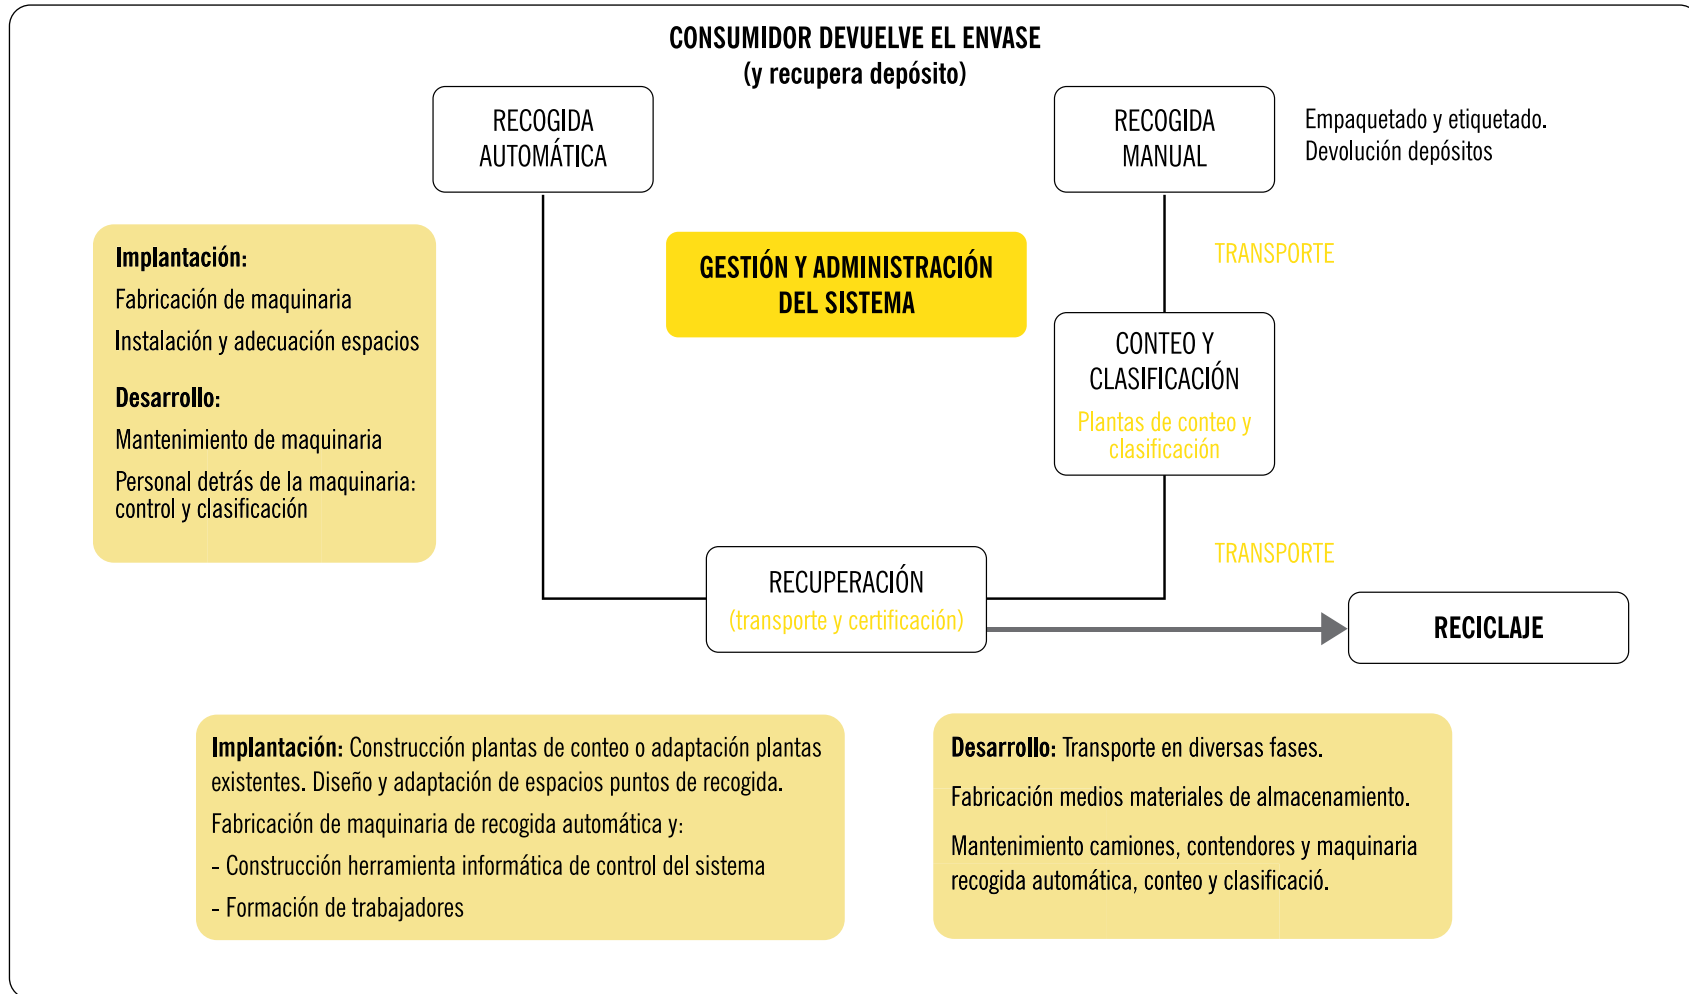 CONSUMIDOR DEVUELVE EL ENVASE
(y recupera depósito)
RECOGIDA
AUTOMÁTICA
RECOGIDA
MANUAL
Empaquetado y etiquetado.
Devolución depósitos
Implantación:
Fabricación de maquinaria
Instalación y adecuación espacios
Desarrollo:
Mantenimiento de maquinaria
Personal detrás de la maquinaria:
control y clasificación
GESTIÓN Y ADMINISTRACIÓN
DEL SISTEMA
TRANSPORTE
CONTEO Y
CLASIFICACIÓN
Plantas de conteo y
clasificación
TRANSPORTE
RECUPERACIÓN
(transporte y certificación)
RECICLAJE
Implantación: Construcción plantas de conteo o adaptación plantas
existentes. Diseño y adaptación de espacios puntos de recogida.
Fabricación de maquinaria de recogida automática y:
- Construcción herramienta informática de control del sistema
- Formación de trabajadores
Desarrollo: Transporte en diversas fases.
Fabricación medios materiales de almacenamiento.
Mantenimiento camiones, contendores y maquinaria
recogida automática, conteo y clasificació.